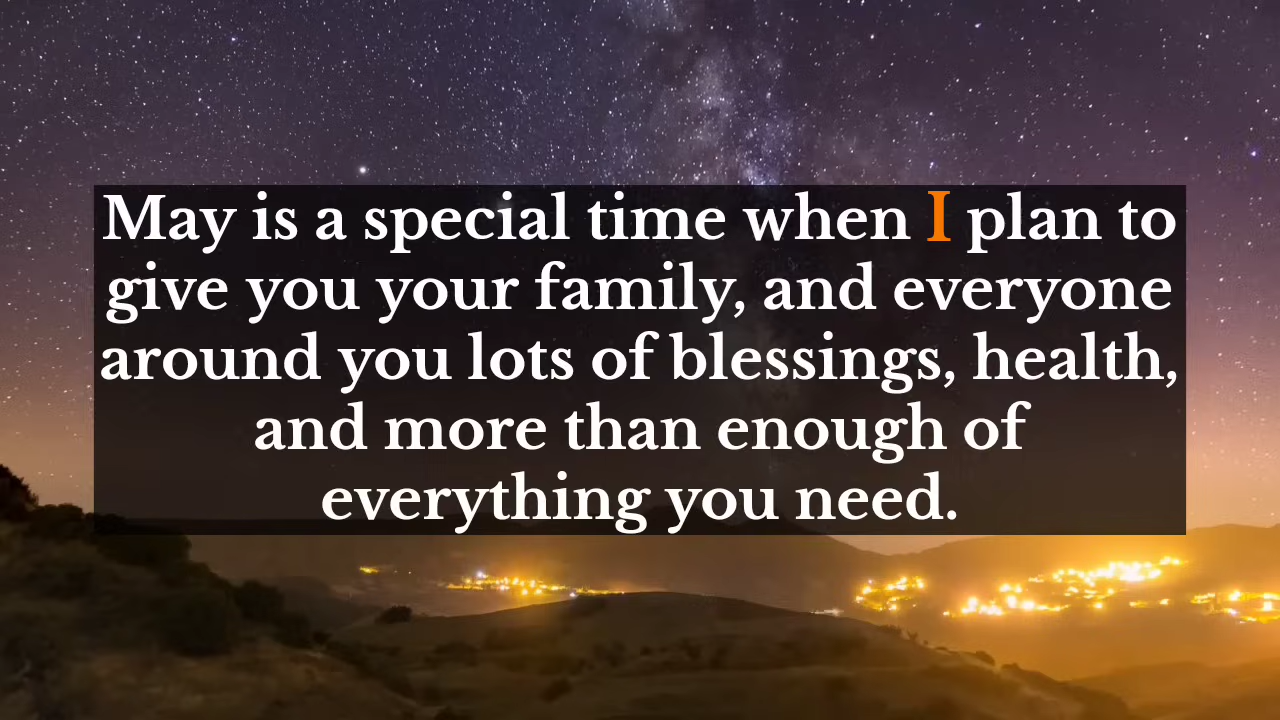 May is a special time when I plan to
give you your family, and everyone
around you lots of blessings, health,
and more than enough of
everything you need.